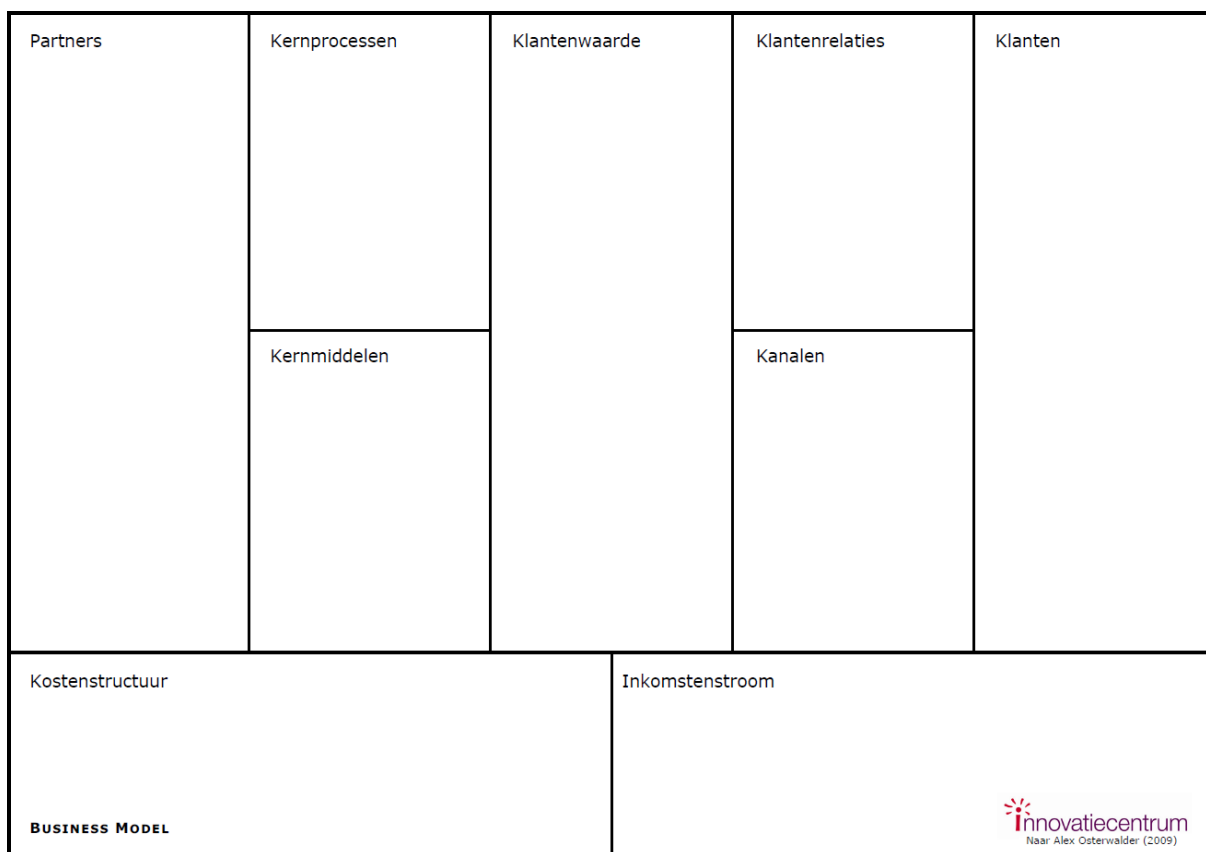 Partners
Kernprocessen
Klantenwaarde
Klantenrelaties
Klanten
Kernmiddelen
Kanalen
Kostenstructuur
Inkomstenstroom
BUSINESS MODEL
innovatiecentrum
Naar Alex Osterwalder (2009)